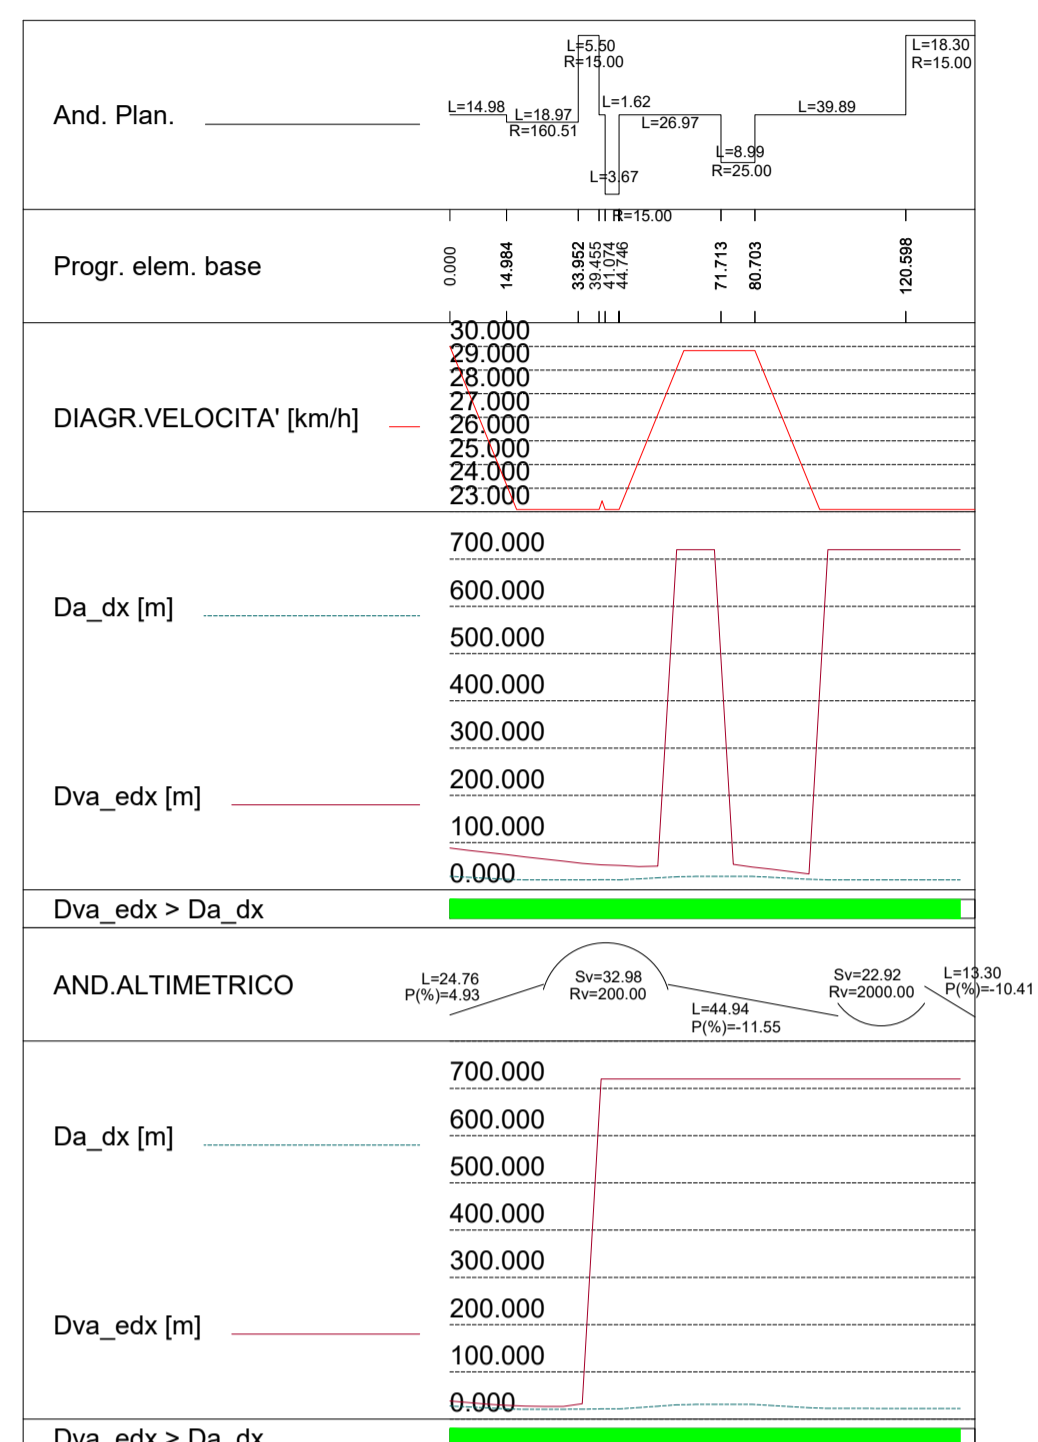 And. Plan.
L=14.98
L=18.97
R=160.51
L=5.50
R=15.00
L=1.62
L=3.67
R=15.00
L=26.97
L=8.99
R=25.00
L=39.89
L=18.30
R=15.00
Progr. elem. base
0.000
14.984
33.952
39.455
41.074
44.746
71.713
80.703
120.598
DIAGR.VELOCITA' [km/h]
30.000
29.000
28.000
27.000
26.000
25.000
24.000
23.000
Da_dx [m]
Dva_edx [m]
700.000
600.000
500.000
400.000
300.000
200.000
100.000
0.000
Dva_edx > Da_dx
AND.ALTIMETRICO
L=24.76
P(%)=4.93
Sv=32.98
Rv=200.00
L=44.94
P(%)=-11.55
Sv=22.92
Rv=2000.00
L=13.30
P(%)=-10.41
Da_dx [m]
Dva_edx [m]
700.000
600.000
500.000
400.000
300.000
200.000
100.000
0.000
Dva_edx > Da_dx